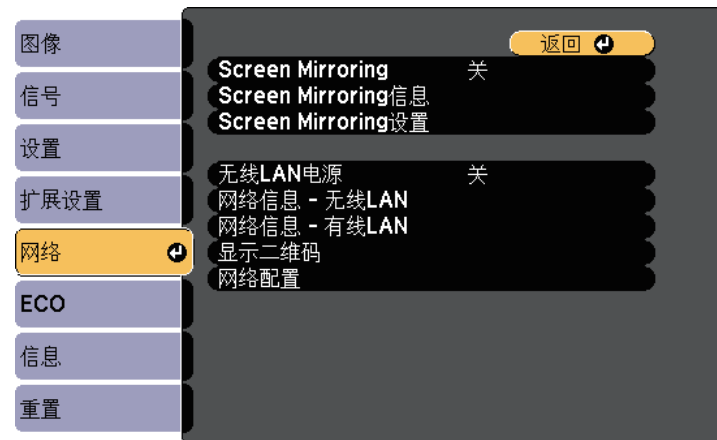 图像
信号
设置
扩展设置
网络
ECO
信息
重置
返回
Screen Mirroring 关
Screen Mirroring信息
Screen Mirroring设置
无线LAN电源 关
网络信息 - 无线LAN
网络信息 - 有线LAN
显示二维码
网络配置